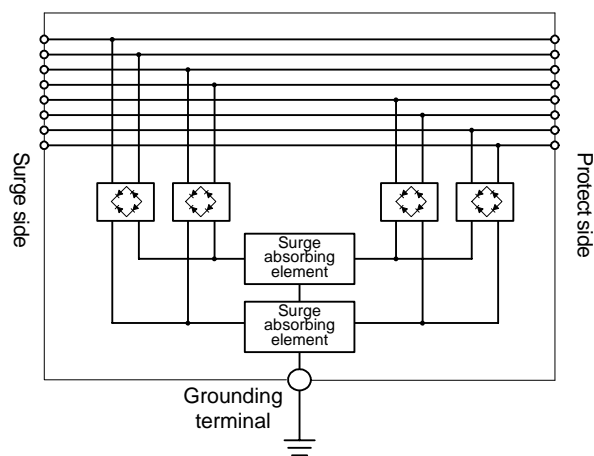 Surge side
Protect side
Surge
absorbing
element
Surge
absorbing
element
Grounding
terminal